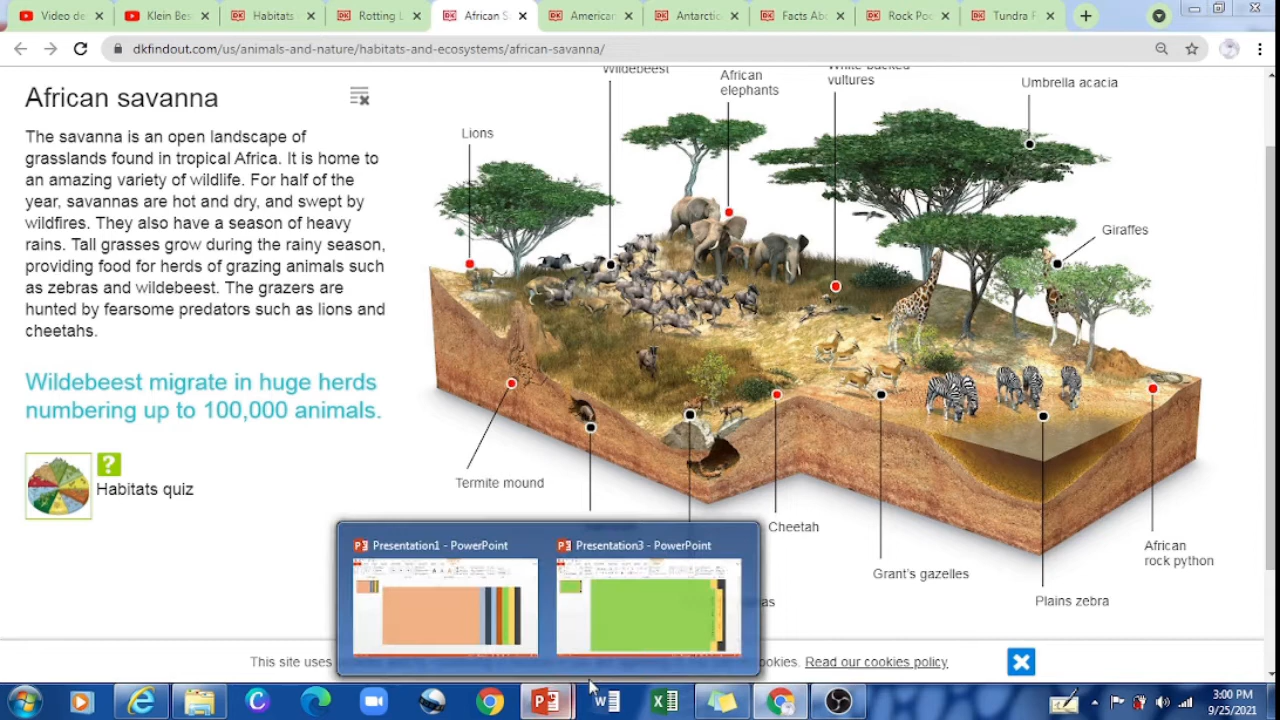 Video de
Klein Bes
Habitats
Rotting L
African S
American
Antarctic
Facts Abo
Rock Poo
Tundra F
dkfindout.com/us/animals-and-nature/habitats-and-ecosystems/african-savanna/
African savanna
The savanna is an open landscape of
grasslands found in tropical Africa. It is home to
an amazing variety of wildlife. For half of the
year, savannas are hot and dry, and swept by
wildfires. They also have a season of heavy
rains. Tall grasses grow during the rainy season,
providing food for herds of grazing animals such
as zebras and wildebeest. The grazers are
hunted by fearsome predators such as lions and
cheetahs.
Wildebeest migrate in huge herds
numbering up to 100,000 animals.
?
Habitats quiz
Wildebeest
African
elephants
White-backed
vultures
Umbrella acacia
Lions
Giraffes
Termite mound
Cheetah
Grant's gazelles
African
rock python
Plains zebra
Presentation1 - PowerPoint
Presentation3 - PowerPoint
This site uses
okies. Read our cookies policy.
3:00 PM
9/25/2021